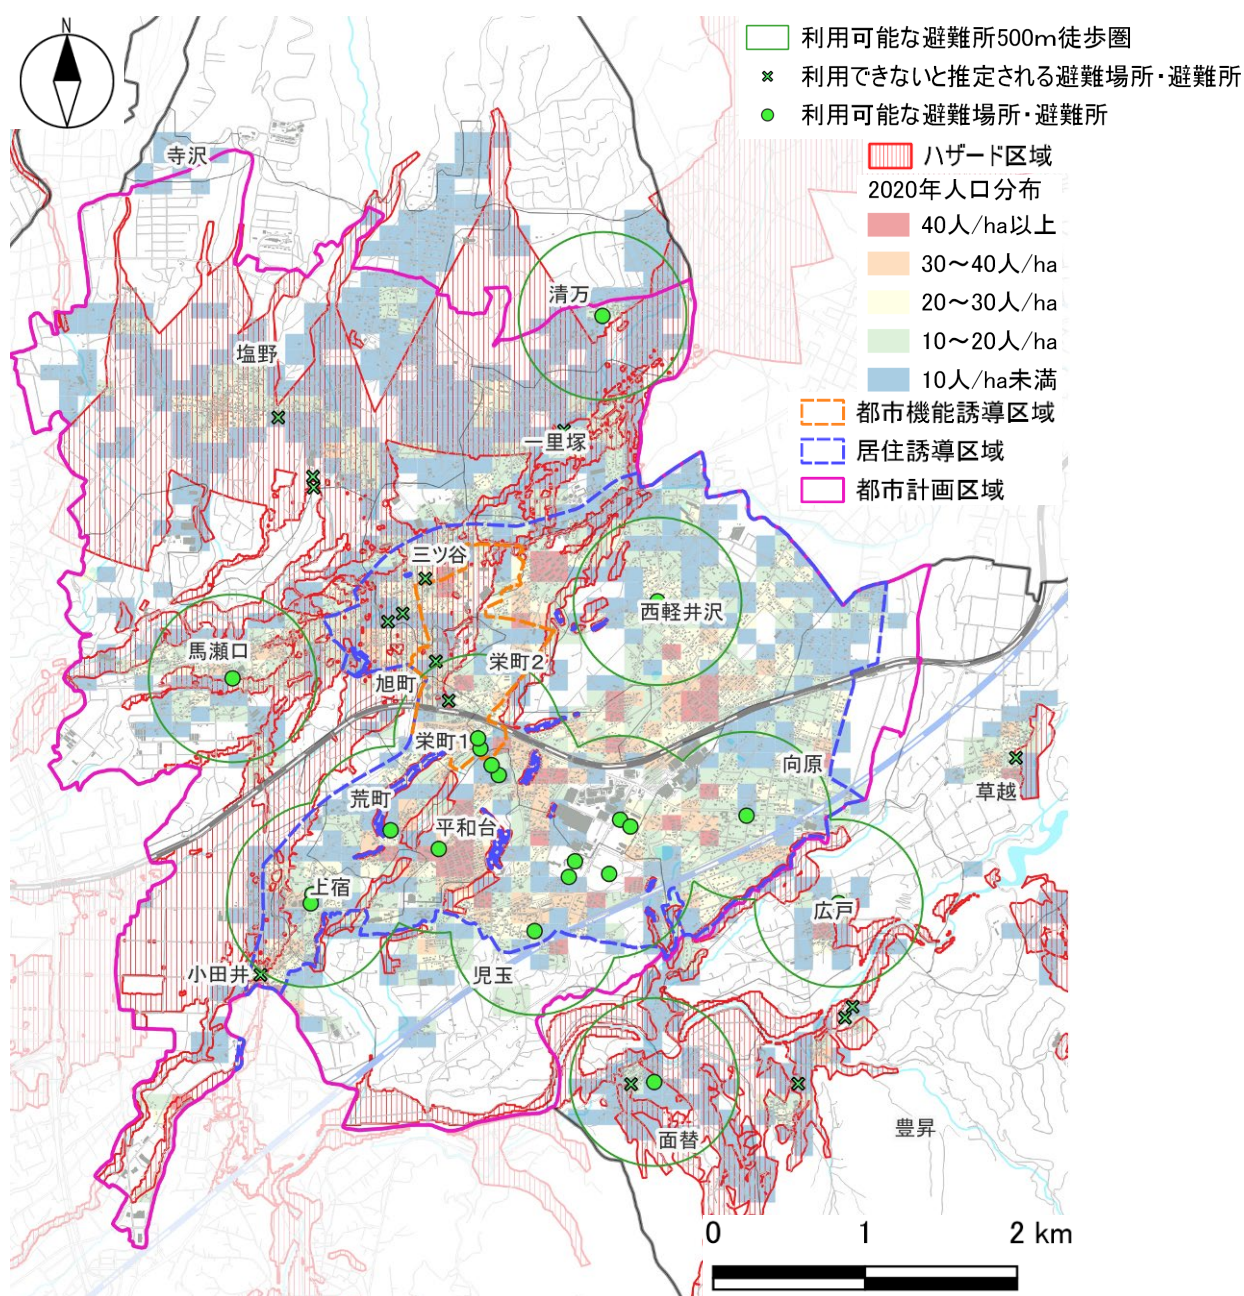 N
利用可能な避難所500m徒歩圏
利用できないと推定される避難場所・避難所
利用可能な避難場所・避難所
ハザード区域
2020年人口分布
40人/ha以上
30～40人/ha
20～30人/ha
10～20人/ha
10人/ha未満
都市機能誘導区域
居住誘導区域
都市計画区域
寺沢
清万
塩野
一里塚
三ツ谷
西軽井沢
馬瀬口
栄町2
旭町
栄町1
向原
荒町
草越
平和台
上宿
広戸
小田井
児玉
面替
豊昇
0 1 2 km